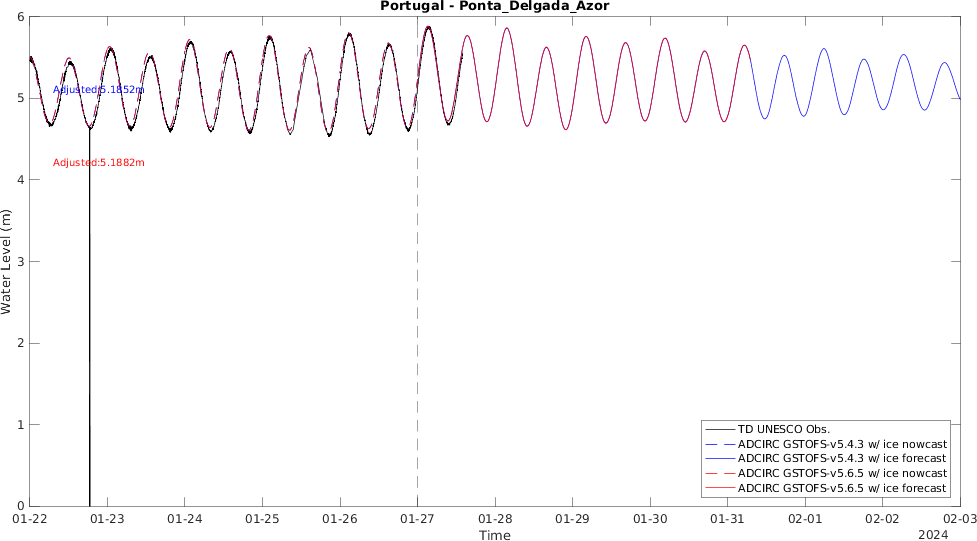 Portugal - Ponta_Delgada_Azor
6
5
4
3
2
1
0
Water Level (m)
Adjusted:5.1852m
Adjusted:5.1882m
TD UNESCO Obs.
ADCIRC GSTOFS-v5.4.3 w/ ice nowcast
ADCIRC GSTOFS-v5.4.3 w/ ice forecast
ADCIRC GSTOFS-v5.6.5 w/ ice nowcast
ADCIRC GSTOFS-v5.6.5 w/ ice forecast
01-22 01-23 01-24 01-25 01-26 01-27 01-28 01-29 01-30 01-31 02-01 02-02 02-03
Time
2024